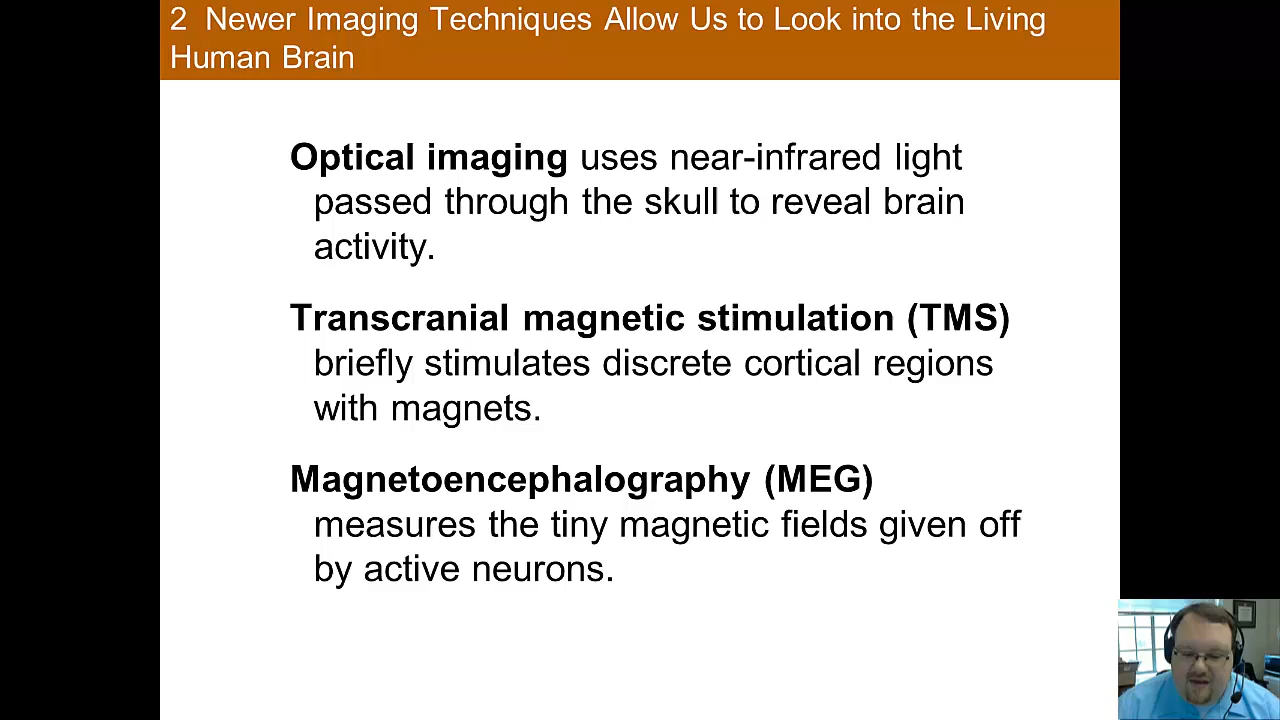 2 Newer Imaging Techniques Allow Us to Look into the Living
Human Brain
Optical imaging uses near-infrared light
passed through the skull to reveal brain
activity.
Transcranial magnetic stimulation (TMS)
briefly stimulates discrete cortical regions
with magnets.
Magnetoencephalography (MEG)
measures the tiny magnetic fields given off
by active neurons.